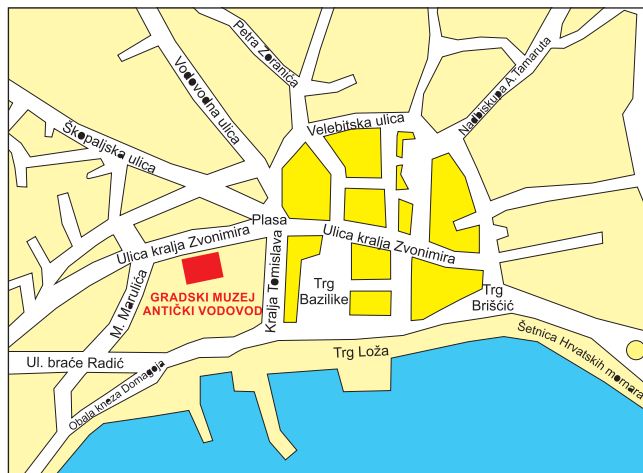 Petra Zoranića
Vodovodna ulica
Nadbiskupa A. Tamaruta
Velebitska ulica
Škopaljska ulica
Plasa
Ulica kralja Zvonimira
Ulica kralja Zvonimira
Kralja Tomislava
M. Marulića
GRADSKI MUZEJ
ANTIČKI VODOVOD
Trg
Bazilike
Trg
Brišćić
Šetnica Hrvatskih mornara
Trg Loža
Ul. braće Radić
Obala kneza Domagoja